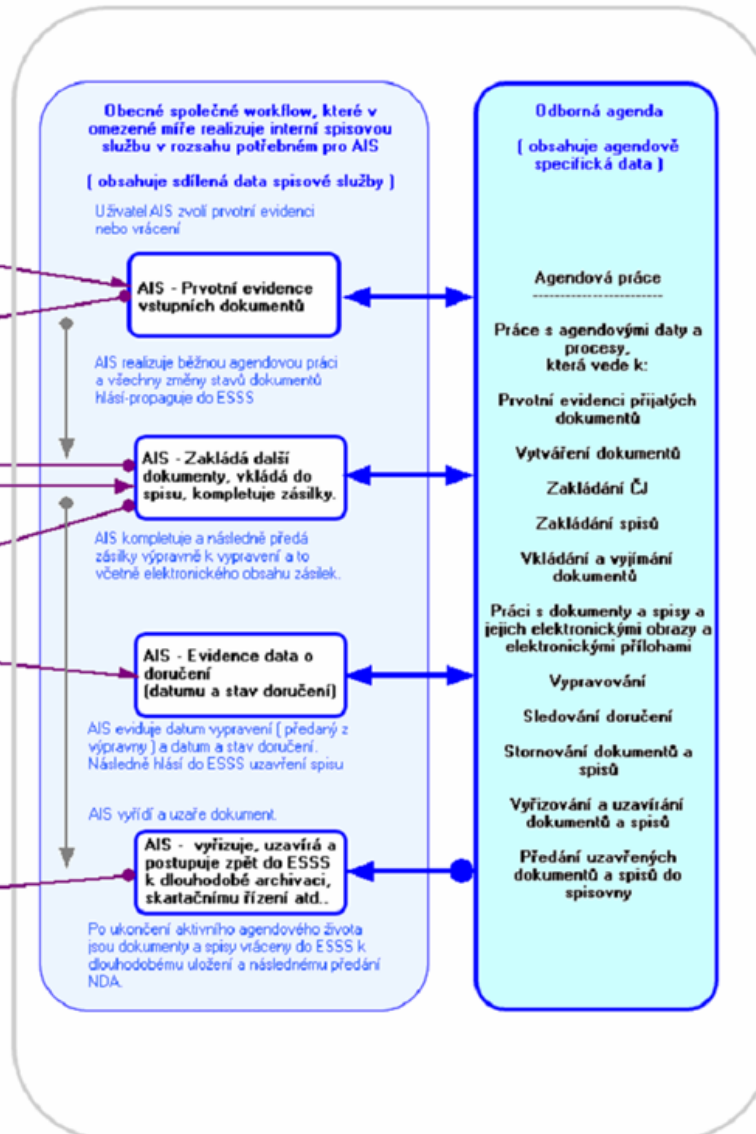 Obecné společné workflow, které v
omezené míře realizuje interní spisovou
službu v rozsahu potřebném pro AIS
( obsahuje sdílená data spisové služby )
Uživatel AIS zvolí prvotní evidenci
nebo vrácení
AIS - Prvotní evidence
vstupních dokumentů
AIS realizuje běžnou agendovou práci
a všechny změny stavů dokumentů
hlásí-propaguje do ESSS
AIS - Zakládá další
dokumenty, vkládá do
spisu, kompletuje zásilky.
AIS kompletuje a následně předá
zásilky výpravně k vypravení a to
včetně elektronického obsahu zásilek.
AIS - Evidence data o
doručení
(datumu a stav doručení)
AIS eviduje datum vypravení ( předaný z
výpravny ) a datum a stav doručení.
Následně hlásí do ESSS uzavření spisu
AIS vyřídí a uzaře dokument.
AIS - vyřizuje, uzavírá a
postupuje zpět do ESSS
k dlouhodobé archivaci,
skartačnímu řízení atd..
Po ukončení aktivního agendového života
jsou dokumenty a spisy vráceny do ESSS k
dlouhodobému uložení a následnému předání
NDA.
Odborná agenda
( obsahuje agendově
specifická data )
Agendová práce
------------------------
Práce s agendovými daty a
procesy,
která vede k:
Prvotní evidenci přijatých
dokumentů
Vytváření dokumentů
Zakládání ČJ
Zakládání spisů
Vkládání a vyjímání
dokumentů
Práci s dokumenty a spisy a
jejich elektronickými obrazy a
elektronickými přílohami
Vypravování
Sledování doručení
Stornování dokumentů a
spisů
Vyřizování a uzavírání
dokumentů a spisů
Předání uzavřených
dokumentů a spisů do
spisovny